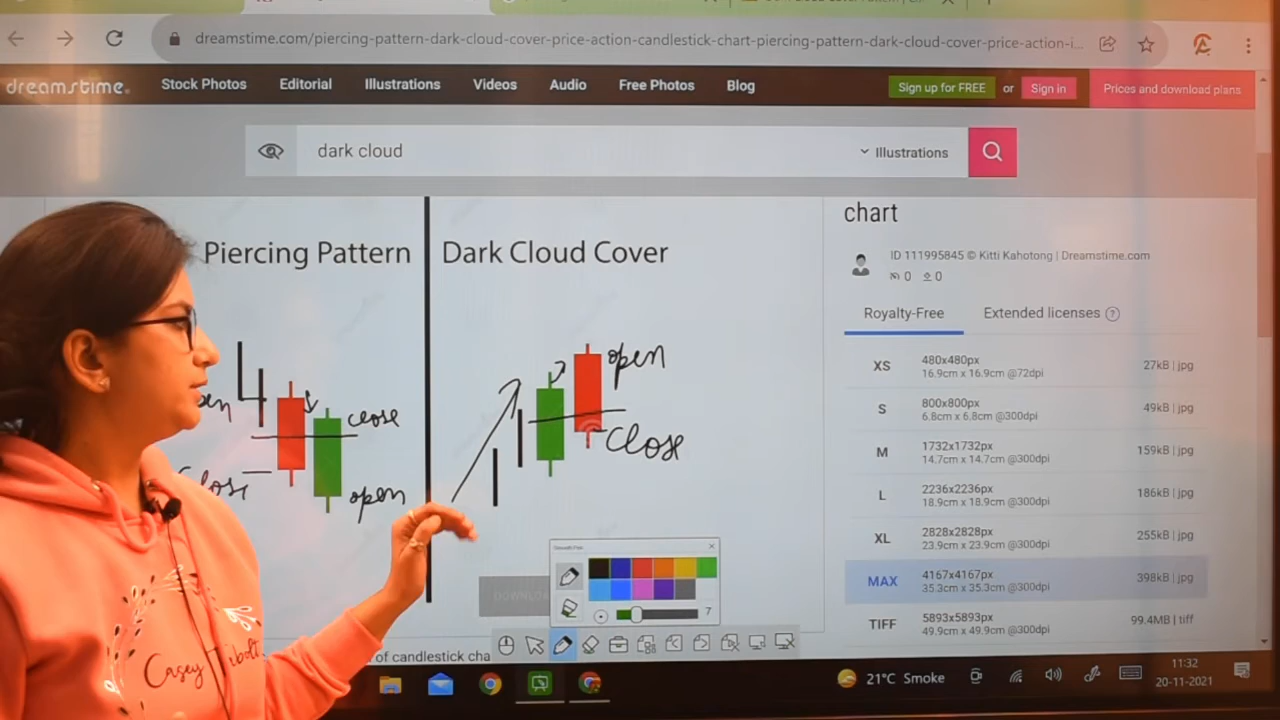 dreamstime.com/piercing-pattern-dark-cloud-cover-price-action-candlestick-chart-piercing-pattern-dark-cloud-cover-price-action-i...
dreamstime.
Stock Photos
Editorial
Illustrations
Videos
Audio
Free Photos
Blog
Sign up for FREE
or
Sign in
Prices and download plans
dark cloud
Illustrations
chart
ID 111995845 © Kitti Kahotong | Dreamstime.com
0
0
Royalty-Free
Extended licenses
Piercing Pattern
Dark Cloud Cover
close
open
open
close
XS 480x480px 27kB | jpg
16.9cm x 16.9cm @72dpi
S 800x800px 49kB | jpg
6.8cm x 6.8cm @300dpi
M 1732x1732px 159kB | jpg
14.7cm x 14.7cm @300dpi
L 2236x2236px 186kB | jpg
18.9cm x 18.9cm @300dpi
XL 2828x2828px 255kB | jpg
23.9cm x 23.9cm @300dpi
MAX 4167x4167px 398kB | jpg
35.3cm x 35.3cm @300dpi
TIFF 5893x5893px 99.4MB | tiff
49.9cm x 49.9cm @300dpi
7
of candlestick cha
Casey
21°C Smoke
11:32
20-11-2021